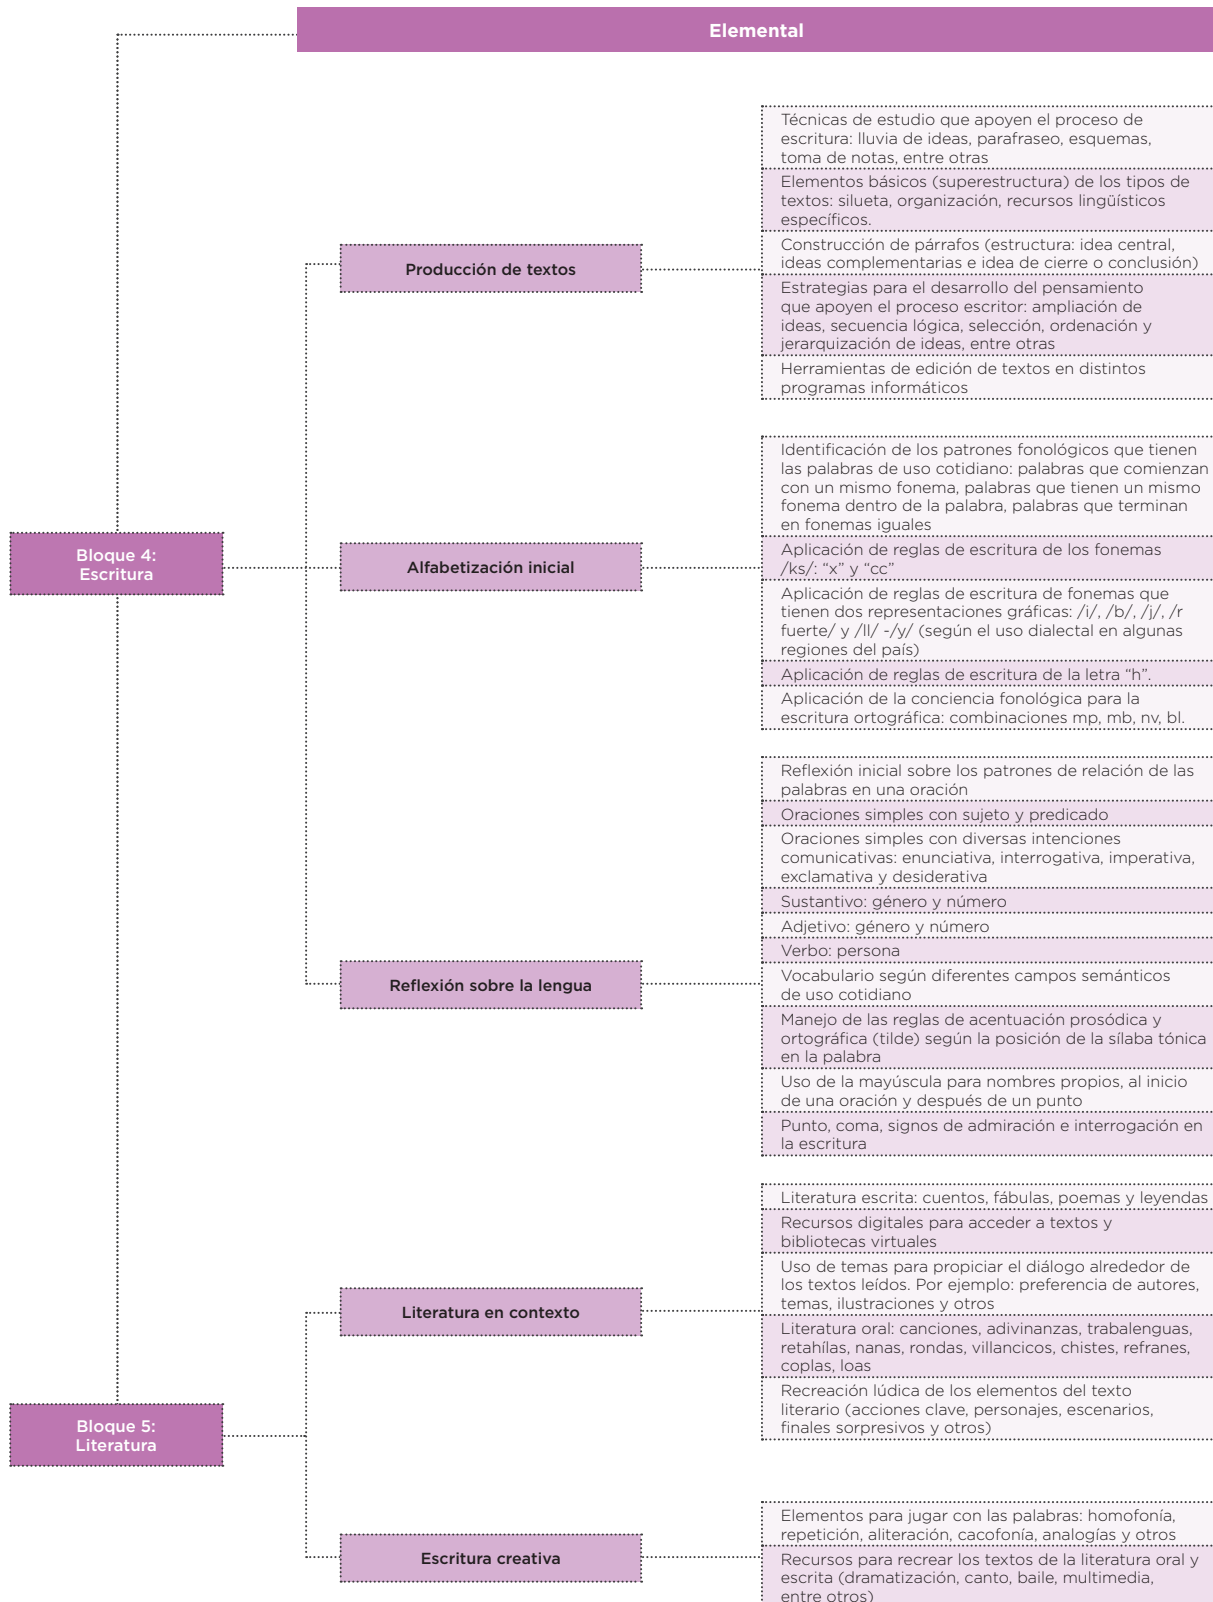 Elemental
Bloque 4:
Escritura
Producción de textos
Técnicas de estudio que apoyen el proceso de
escritura: lluvia de ideas, parafraseo, esquemas,
toma de notas, entre otras
Elementos básicos (superestructura) de los tipos de
textos: silueta, organización, recursos lingüísticos
específicos.
Construcción de párrafos (estructura: idea central,
ideas complementarias e idea de cierre o conclusión)
Estrategias para el desarrollo del pensamiento
que apoyen el proceso escritor: ampliación de
ideas, secuencia lógica, selección, ordenación y
jerarquización de ideas, entre otras
Herramientas de edición de textos en distintos
programas informáticos
Alfabetización inicial
Identificación de los patrones fonológicos que tienen
las palabras de uso cotidiano: palabras que comienzan
con un mismo fonema, palabras que tienen un mismo
fonema dentro de la palabra, palabras que terminan
en fonemas iguales
Aplicación de reglas de escritura de los fonemas
/ks/: “x” y “cc”
Aplicación de reglas de escritura de fonemas que
tienen dos representaciones gráficas: /i/, /b/, /j/, /r
fuerte/ y /ll/ -/y/ (según el uso dialectal en algunas
regiones del país)
Aplicación de reglas de escritura de la letra “h”.
Aplicación de la conciencia fonológica para la
escritura ortográfica: combinaciones mp, mb, nv, bl.
Reflexión sobre la lengua
Reflexión inicial sobre los patrones de relación de las
palabras en una oración
Oraciones simples con sujeto y predicado
Oraciones simples con diversas intenciones
comunicativas: enunciativa, interrogativa, imperativa,
exclamativa y desiderativa
Sustantivo: género y número
Adjetivo: género y número
Verbo: persona
Vocabulario según diferentes campos semánticos
de uso cotidiano
Manejo de las reglas de acentuación prosódica y
ortográfica (tilde) según la posición de la sílaba tónica
en la palabra
Uso de la mayúscula para nombres propios, al inicio
de una oración y después de un punto
Punto, coma, signos de admiración e interrogación en
la escritura
Bloque 5:
Literatura
Literatura en contexto
Literatura escrita: cuentos, fábulas, poemas y leyendas
Recursos digitales para acceder a textos y
bibliotecas virtuales
Uso de temas para propiciar el diálogo alrededor de
los textos leídos. Por ejemplo: preferencia de autores,
temas, ilustraciones y otros
Literatura oral: canciones, adivinanzas, trabalenguas,
retahílas, nanas, rondas, villancicos, chistes, refranes,
coplas, loas
Recreación lúdica de los elementos del texto
literario (acciones clave, personajes, escenarios,
finales sorpresivos y otros)
Escritura creativa
Elementos para jugar con las palabras: homofonía,
repetición, aliteración, cacofonía, analogías y otros
Recursos para recrear los textos de la literatura oral y
escrita (dramatización, canto, baile, multimedia,
entre otros)